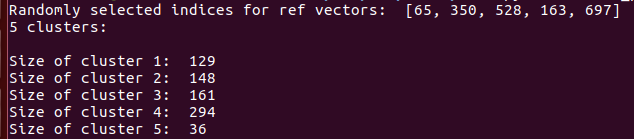 Randomly selected indices for ref vectors:  [65, 350, 528, 163, 697]
5 clusters:
Size of cluster 1:  129
Size of cluster 2:  148
Size of cluster 3:  161
Size of cluster 4:  294
Size of cluster 5:  36